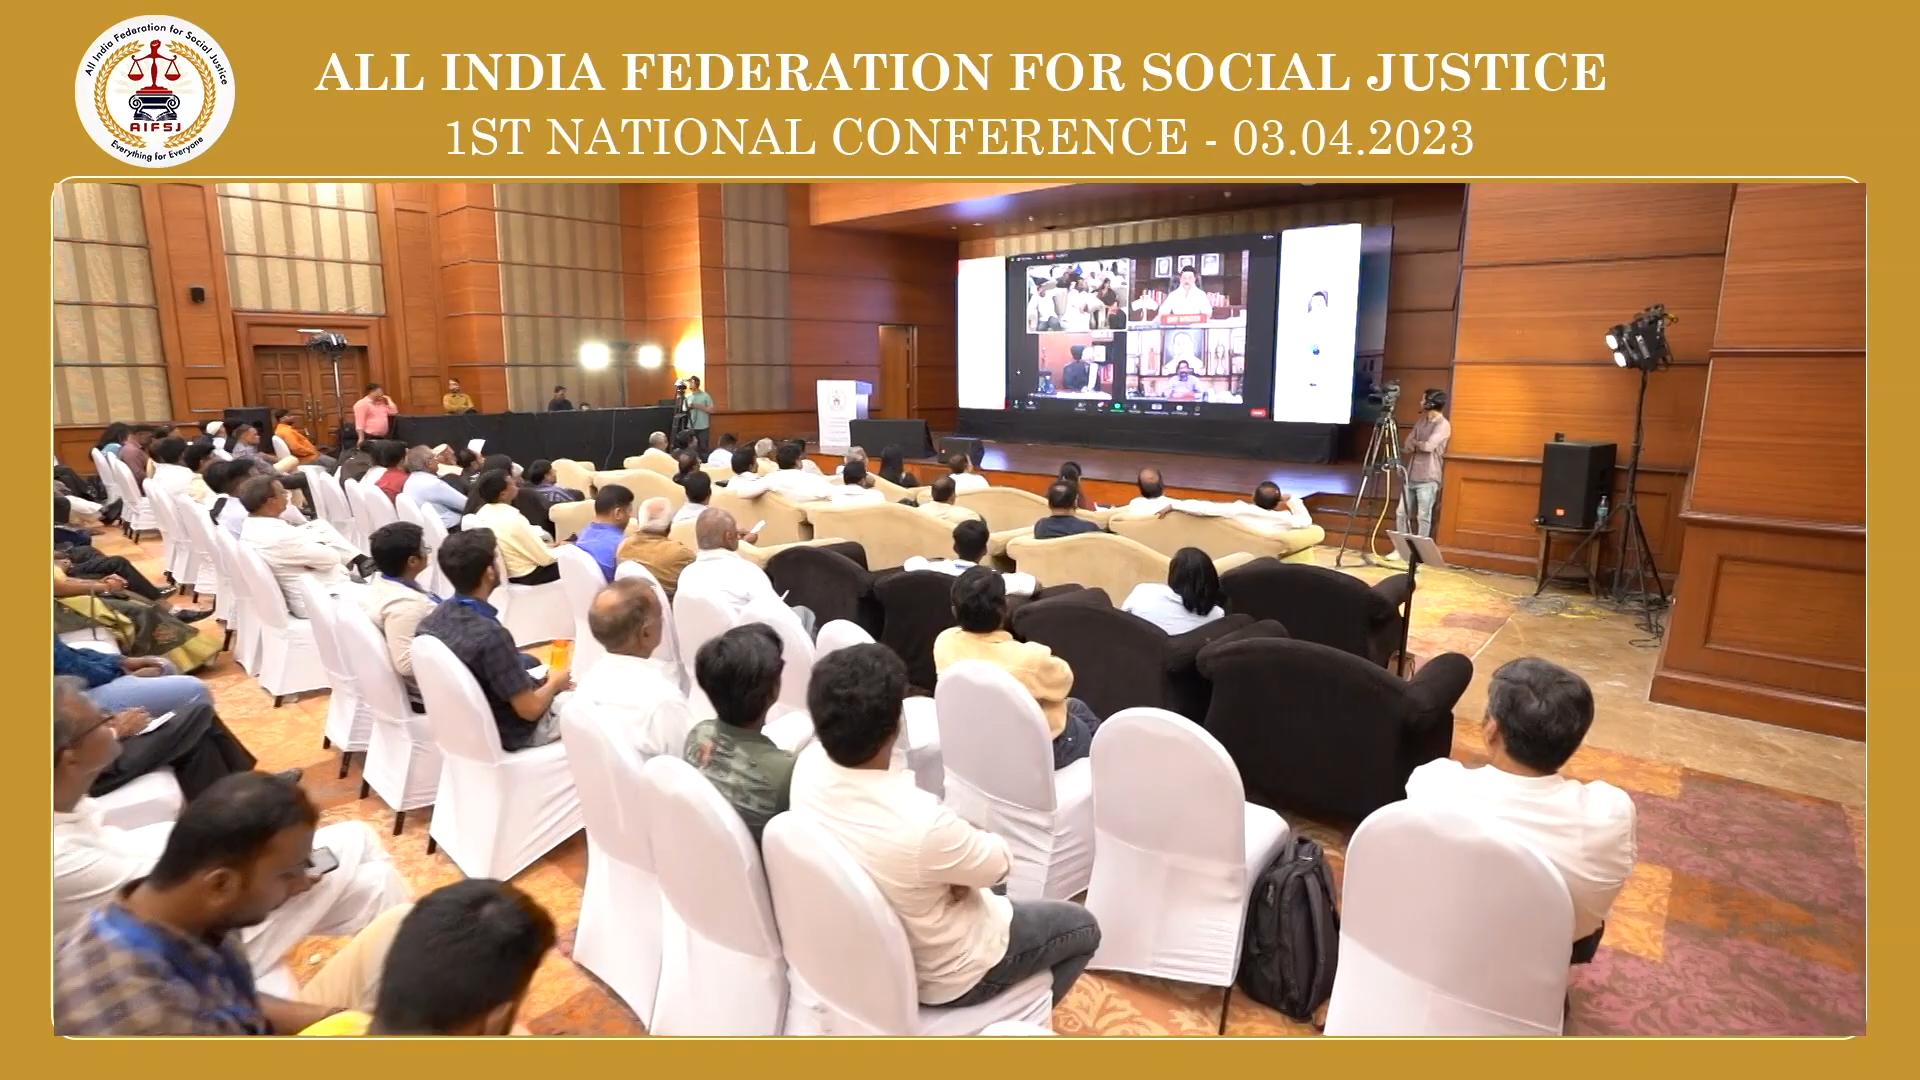 All India Federation for Social Justice
AIFSJ
Everything for Everyone
ALL INDIA FEDERATION FOR SOCIAL JUSTICE
1ST NATIONAL CONFERENCE - 03.04.2023